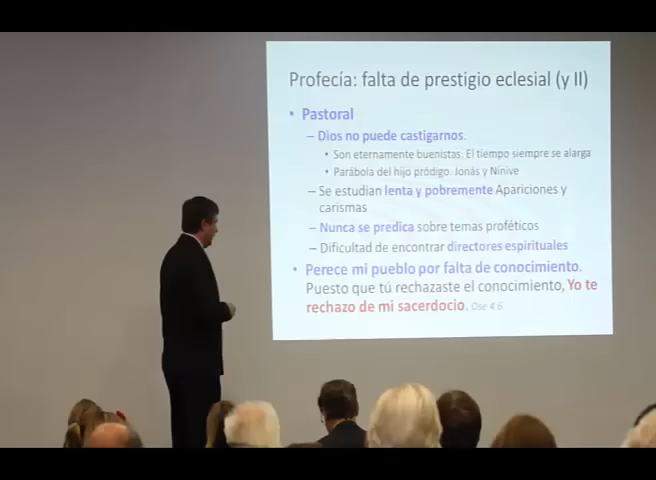 Profecía: falta de prestigio eclesial (y II)
• Pastoral
– Dios no puede castigarnos.
• Son eternamente buenistas. El tiempo siempre se alarga
• Parábola del hijo pródigo. Jonás y Nínive
– Se estudian lenta y pobremente Apariciones y
carismas
– Nunca se predica sobre temas proféticos
– Dificultad de encontrar directores espirituales
• Perece mi pueblo por falta de conocimiento.
Puesto que tú rechazaste el conocimiento, Yo te
rechazo de mi sacerdocio. Ose 4:6